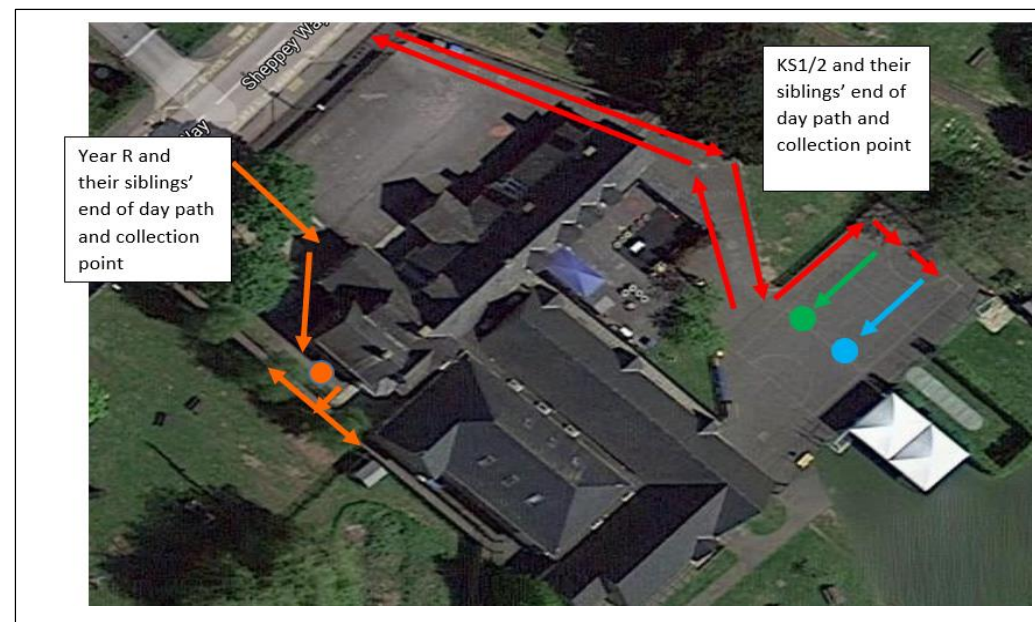 Sheppey Way
Way
Year R and
their siblings’
end of day path
and collection
point
KS1/2 and their
siblings’ end of
day path and
collection point